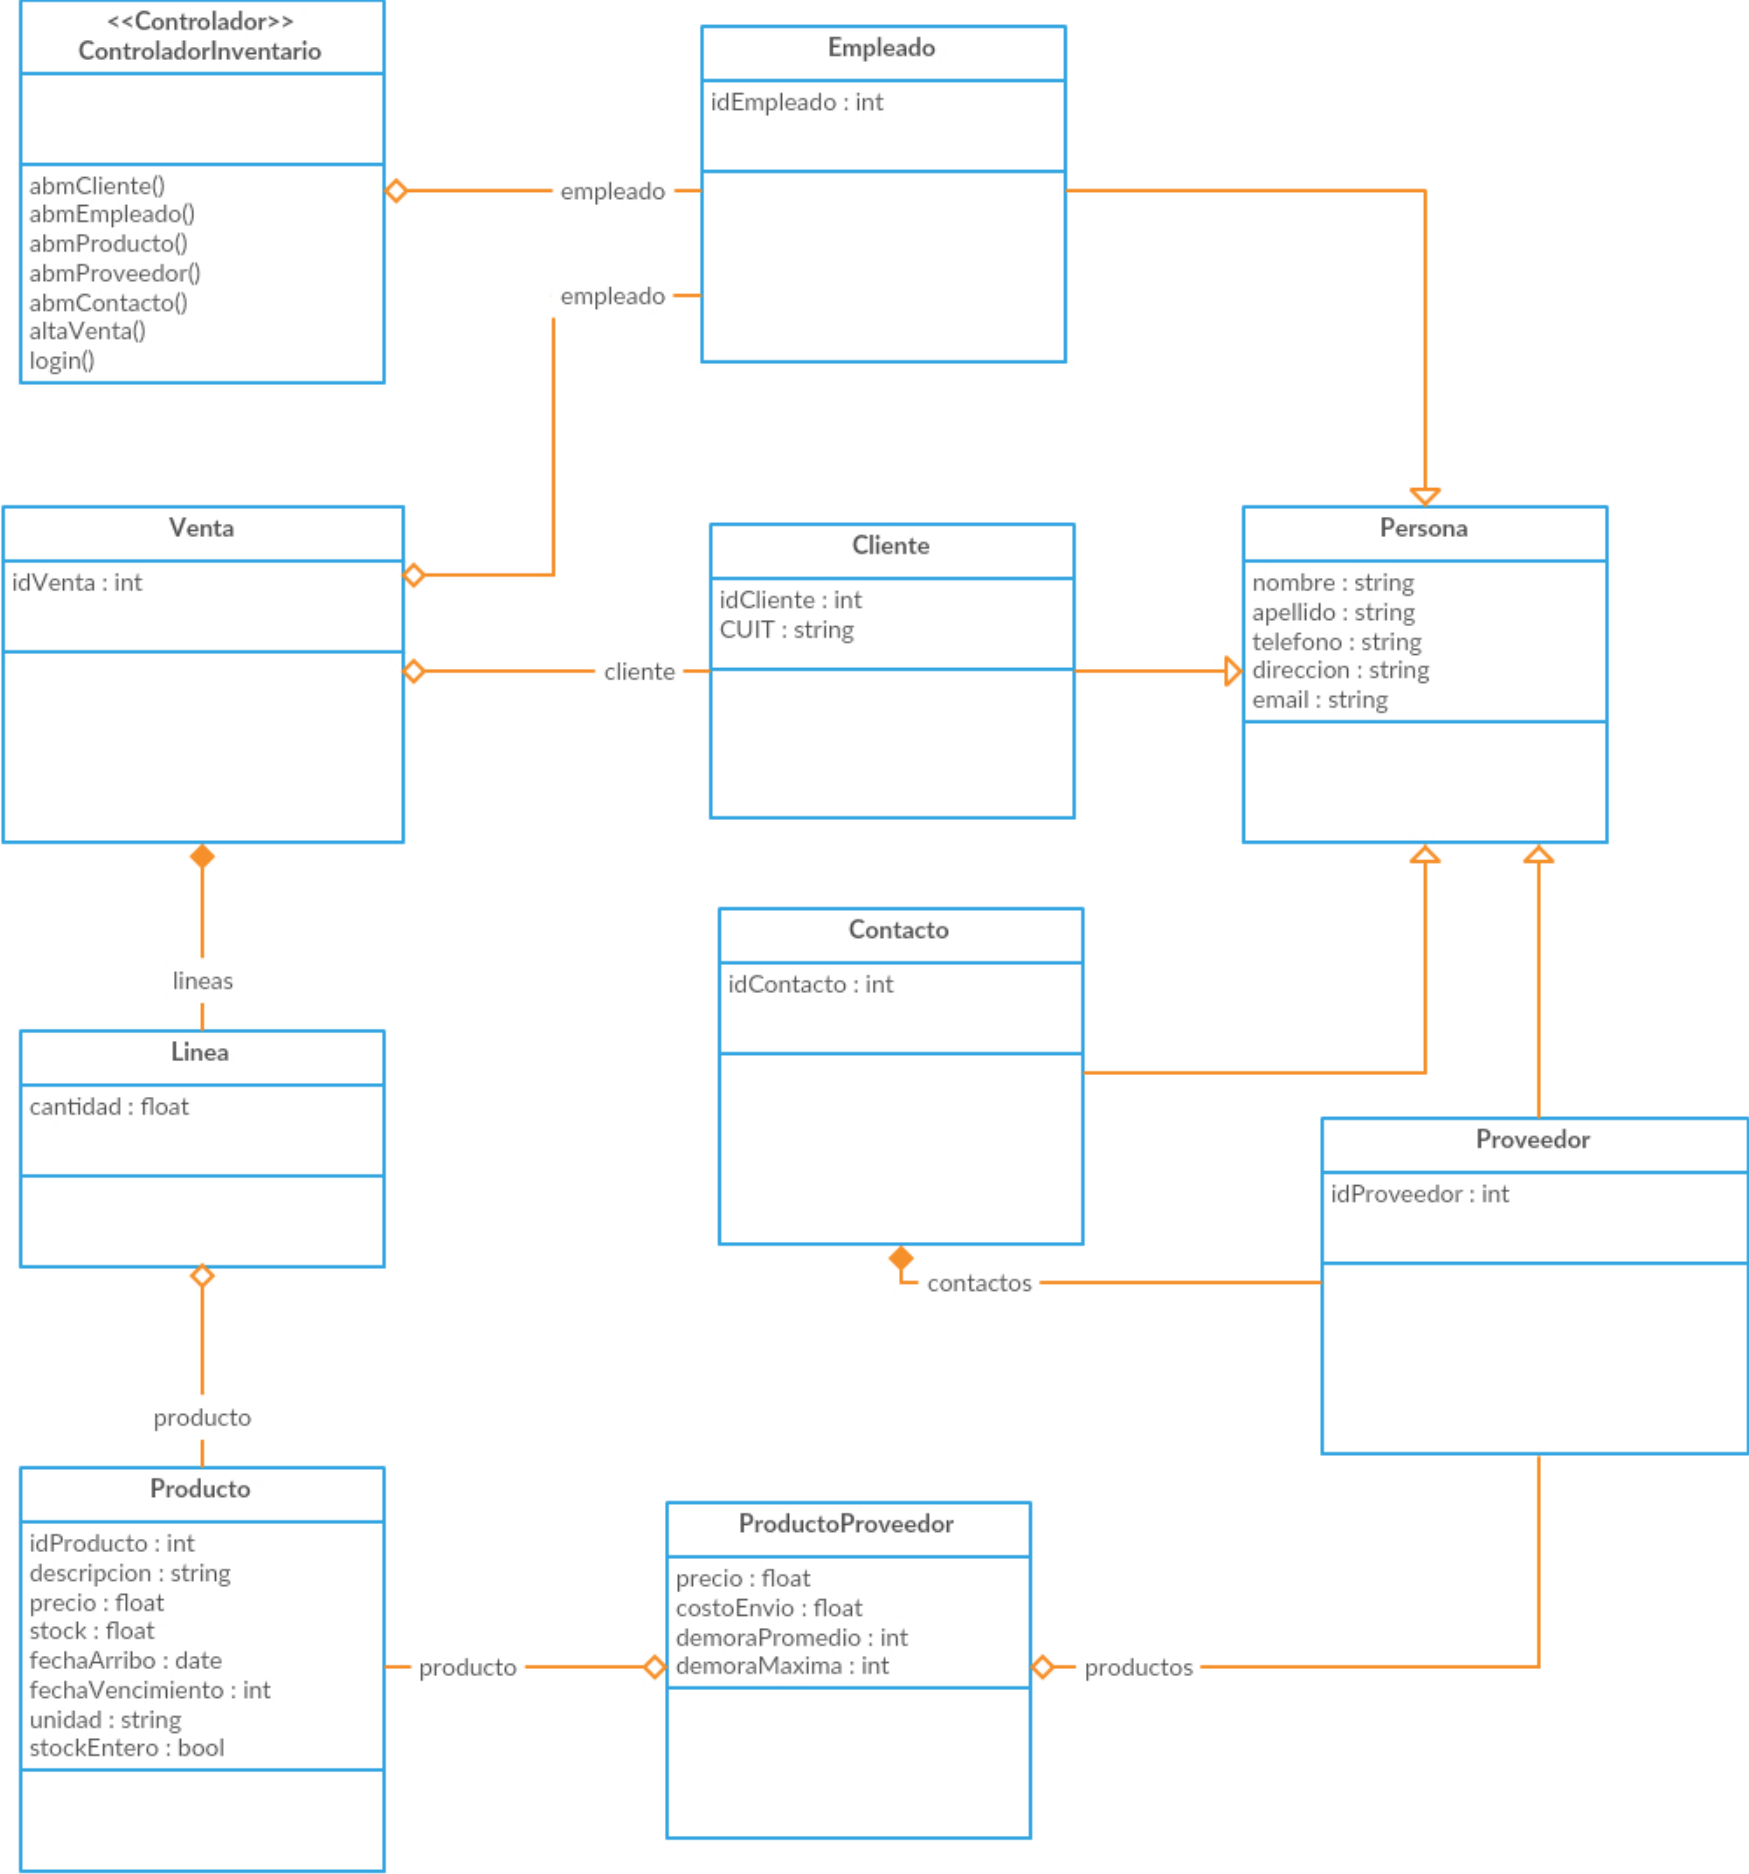 <<Controlador>>
ControladorInventario
abmCliente()
abmEmpleado()
abmProducto()
abmProveedor()
abmContacto()
altaVenta()
login()
empleado
empleado
Empleado
idEmpleado : int
Venta
idVenta : int
cliente
Cliente
idCliente : int
CUIT : string
Persona
nombre : string
apellido : string
telefono : string
direccion : string
email : string
lineas
Linea
cantidad : float
Contacto
idContacto : int
contactos
Proveedor
idProveedor : int
producto
Producto
idProducto : int
descripcion : string
precio : float
stock : float
fechaArribo : date
fechaVencimiento : int
unidad : string
stockEntero : bool
producto
ProductoProveedor
precio : float
costoEnvio : float
demoraPromedio : int
demoraMaxima : int
productos